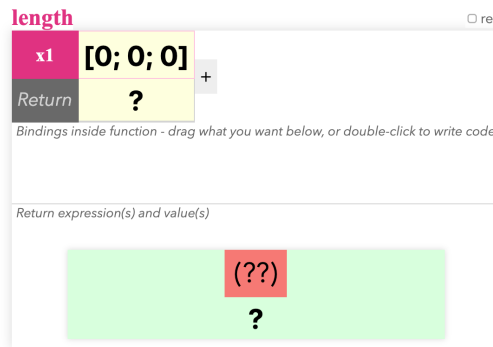 length
re
x1 [0; 0; 0] +
Return ?
Bindings inside function - drag what you want below, or double-click to write code
Return expression(s) and value(s)
(??)
?